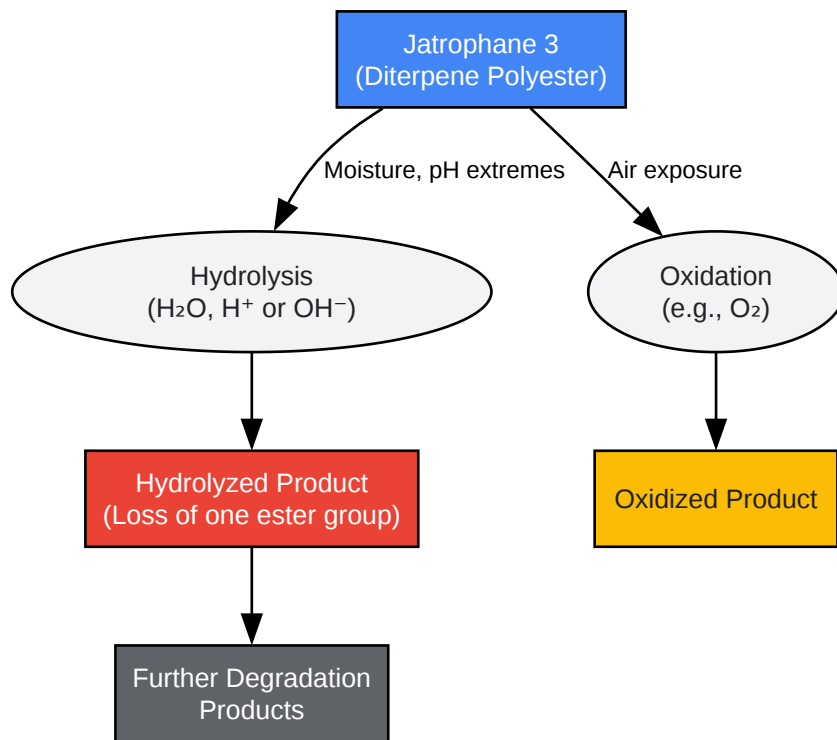 Jatrophane 3
(Diterpene Polyester)
Moisture, pH extremes
Air exposure
Hydrolysis
(H₂O, H⁺ or OH⁻)
Oxidation
(e.g., O₂)
Hydrolyzed Product
(Loss of one ester group)
Oxidized Product
Further Degradation
Products